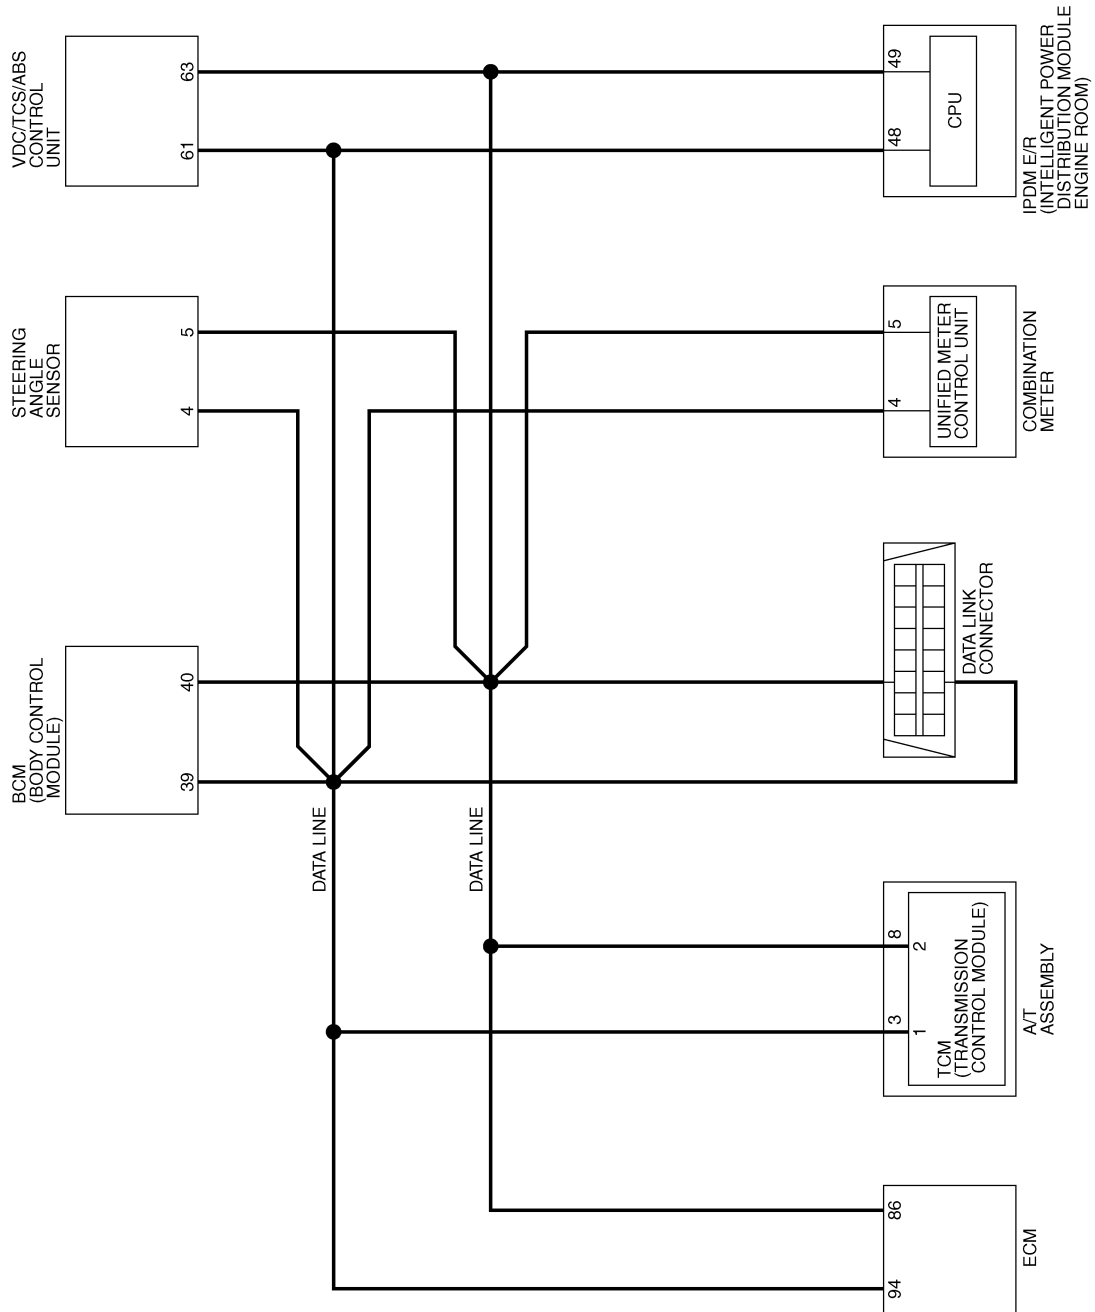 ECM
94
86
A/T
ASSEMBLY
TCM
(TRANSMISSION
CONTROL MODULE)
3
8
1
2
DATA LINK
CONNECTOR
COMBINATION
METER
UNIFIED METER
CONTROL UNIT
4
5
IPDM E/R
(INTELLIGENT POWER
DISTRIBUTION MODULE
ENGINE ROOM)
CPU
48
49
DATA LINE
DATA LINE
BCM
(BODY CONTROL
MODULE)
39
40
STEERING
ANGLE
SENSOR
4
5
VDC/TCS/ABS
CONTROL
UNIT
61
63